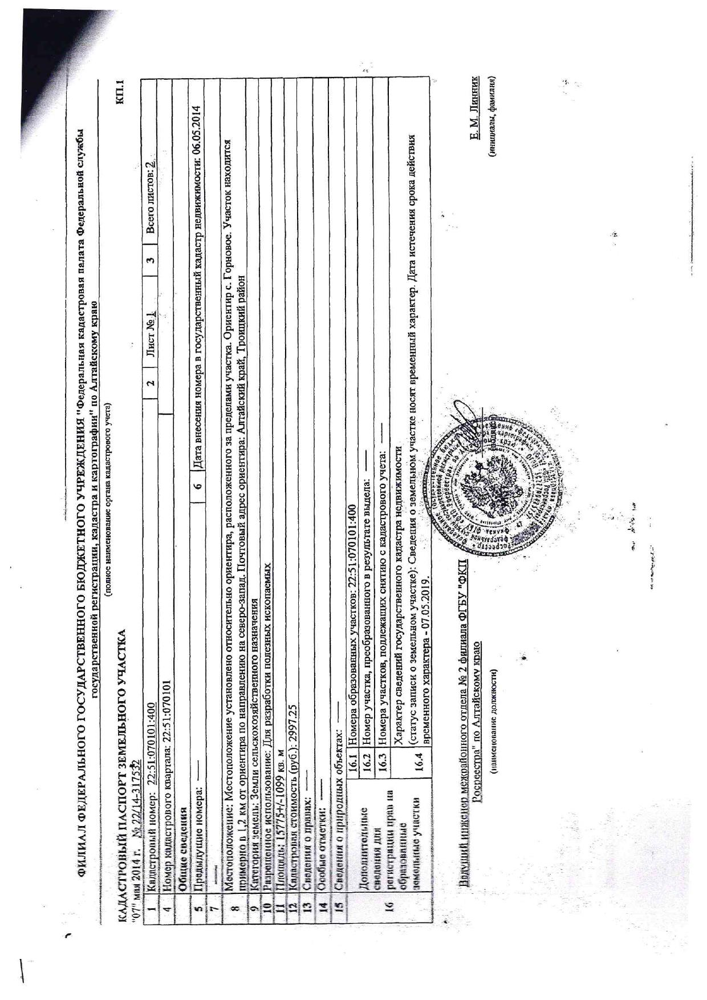 ФИЛИАЛ ФЕДЕРАЛЬНОГО ГОСУДАРСТВЕННОГО БЮДЖЕТНОГО УЧРЕЖДЕНИЯ "Федеральная кадастровая палата Федеральной службы
государственной регистрации, кадастра и картографии" по Алтайскому краю
(полное наименование органа кадастрового учета)
КП.1
КАДАСТРОВЫЙ ПАСПОРТ ЗЕМЕЛЬНОГО УЧАСТКА
"07" мая 2014 г. № 22/14-317532
1 Кадастровый номер: 22:51:070101:400 2 Лист № 1 3 Всего листов: 2
4 Номер кадастрового квартала: 22:51:070101
Общие сведения
5 Предыдущие номера: —— 6 Дата внесения номера в государственный кадастр недвижимости: 06.05.2014
7 ——
8 Местоположение: Местоположение установлено относительно ориентира, расположенного за пределами участка. Ориентир с. Горновое. Участок находится
примерно в 1,2 км от ориентира по направлению на северо-запад. Почтовый адрес ориентира: Алтайский край, Троицкий район
9 Категория земель: Земли сельскохозяйственного назначения
10 Разрешенное использование: Для разработки полезных ископаемых
11 Площадь: 15775+/-1099 кв. м
12 Кадастровая стоимость (руб.): 2997.25
13 Сведения о правах: ——
14 Особые отметки: ——
15 Сведения о природных объектах: ——
16 Дополнительные
сведения для
регистрации прав на
образованные
земельные участки
16.1 Номера образованных участков: 22:51:070101:400
16.2 Номер участка, преобразованного в результате выдела: ——
16.3 Номера участков, подлежащих снятию с кадастрового учета: ——
16.4 Характер сведений государственного кадастра недвижимости
(статус записи о земельном участке): Сведения о земельном участке носят временный характер. Дата истечения срока действия
временного характера - 07.05.2019.
Ведущий инженер межрайонного отдела № 2 филиала ФГБУ "ФКП
Росреестра" по Алтайскому краю
(наименование должности)
Е. М. Линник
(инициалы, фамилия)